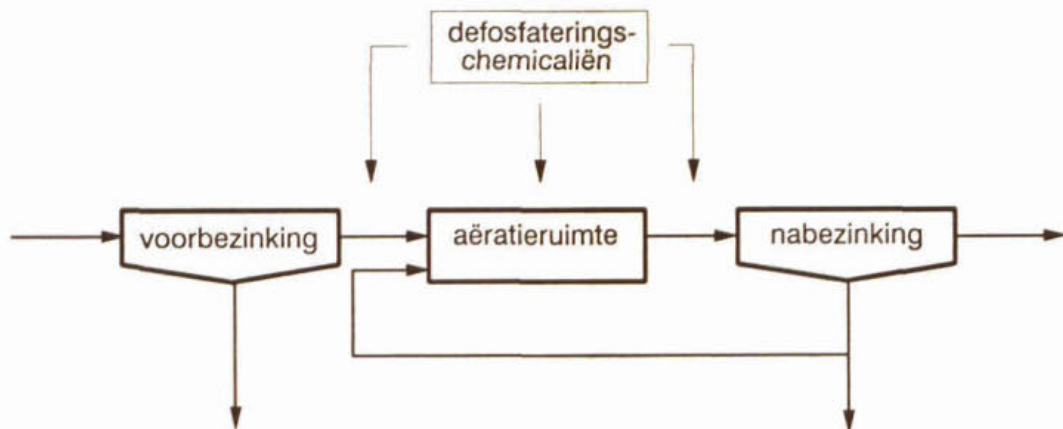 defosfaterings-
chemicaliën
voorbezinking
aëratieruimte
nabezinking